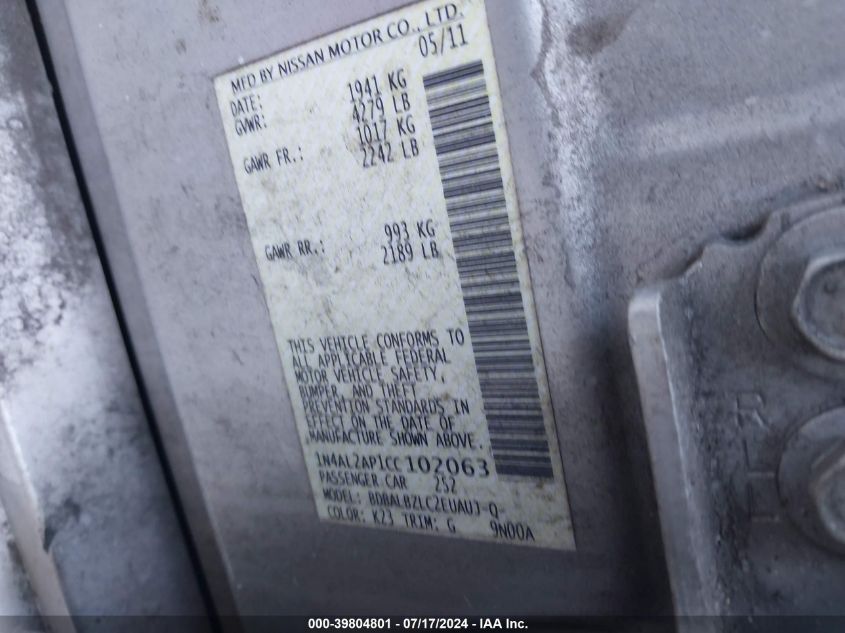 MFD BY NISSAN MOTOR CO., LTD.
DATE: 05/11
GVWR: 1941 KG
4279 LB
GAWR FR.: 1017 KG
2242 LB
GAWR RR.: 993 KG
2189 LB
THIS VEHICLE CONFORMS TO
ALL APPLICABLE FEDERAL
MOTOR VEHICLE SAFETY,
BUMPER, AND THEFT
PREVENTION STANDARDS IN
EFFECT ON THE DATE OF
MANUFACTURE SHOWN ABOVE.
1N4AL2AP1CC102063
PASSENGER CAR 252
MODEL: BDBALBZLC2EUAUJ-Q
COLOR: K23 TRIM: G 9N00A
000-39804801 - 07/17/2024 - IAA Inc.